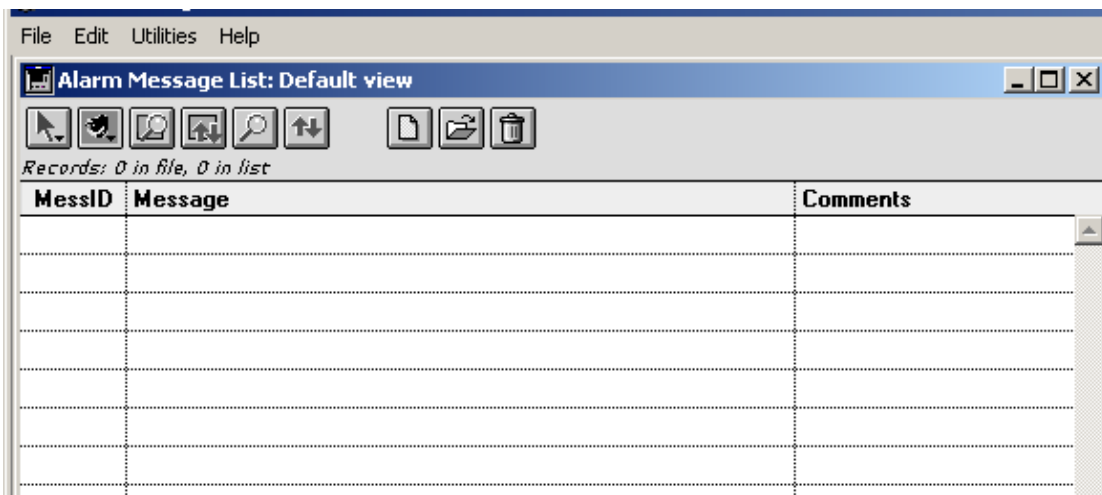 File Edit Utilities Help
Alarm Message List: Default view
Records: 0 in file, 0 in list
MessID Message Comments